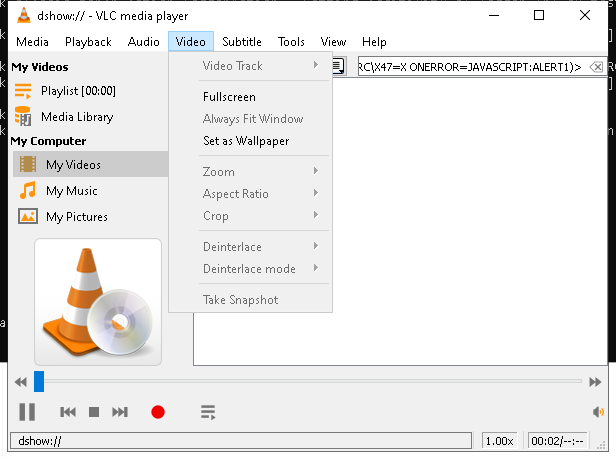 dshow:// - VLC media player
Media Playback Audio Video Subtitle Tools View Help
My Videos
Playlist [00:00]
Media Library
My Computer
My Videos
My Music
My Pictures
Video Track
Fullscreen
Always Fit Window
Set as Wallpaper
Zoom
Aspect Ratio
Crop
Deinterlace
Deinterlace mode
Take Snapshot
RC\X47=X ONERROR=JAVASCRIPT:ALERT1)>
dshow://
1.00x
00:02/--:--